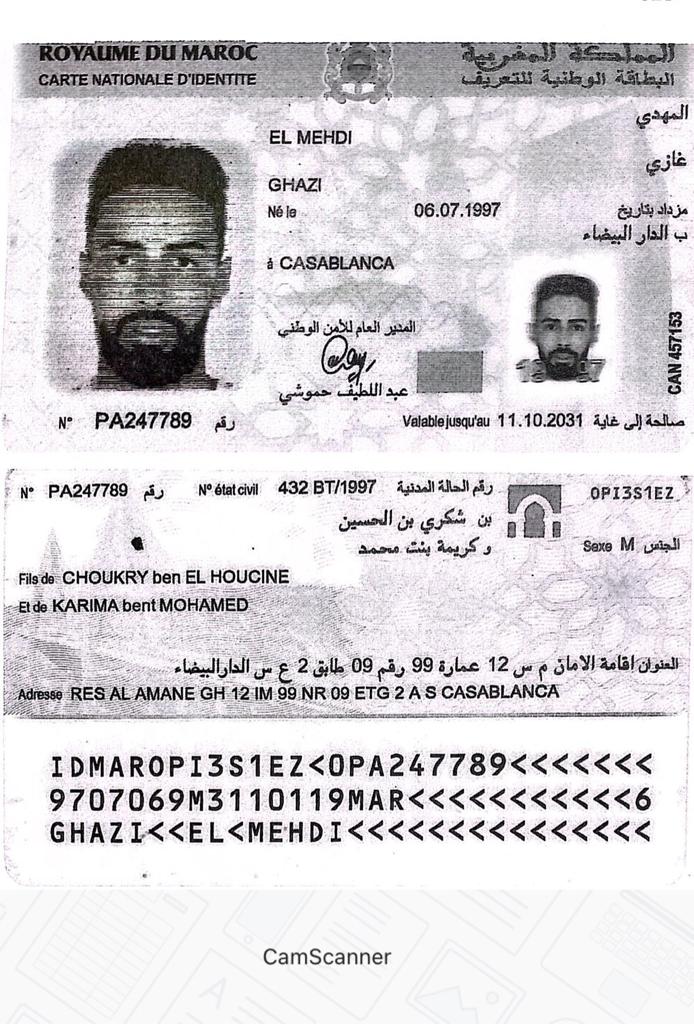 ROYAUME DU MAROC
المملكة المغربية
CARTE NATIONALE D'IDENTITE
البطاقة الوطنية للتعريف
المهدي
EL MEHDI
غازي
GHAZI
Né le 06.07.1997 مزداد بتاريخ
ب الدار البيضاء
à CASABLANCA
المدير العام للأمن الوطني
عبد اللطيف حموشي
CAN 457153
N° PA247789 رقم
Valable jusqu'au 11.10.2031 صالحة إلى غاية
N° PA247789 رقم N° état civil 432 BT/1997 رقم الحالة المدنية
OPI3S1EZ
بن شكري بن الحسين
و كريمة بنت محمد
Sexe M الجنس
Fils de CHOUKRY ben EL HOUCINE
Et de KARIMA bent MOHAMED
العنوان اقامة الامان م س 12 عمارة 99 رقم 09 طابق 2 ع س الدارالبيضاء
Adresse RES AL AMANE GH 12 IM 99 NR 09 ETG 2 A S CASABLANCA
IDMAROPI3S1EZ<0PA247789<<<<<<<
9707069M3110119MAR<<<<<<<<<<<6
GHAZI<<EL<MEHDI<<<<<<<<<<<<<<<
CamScanner